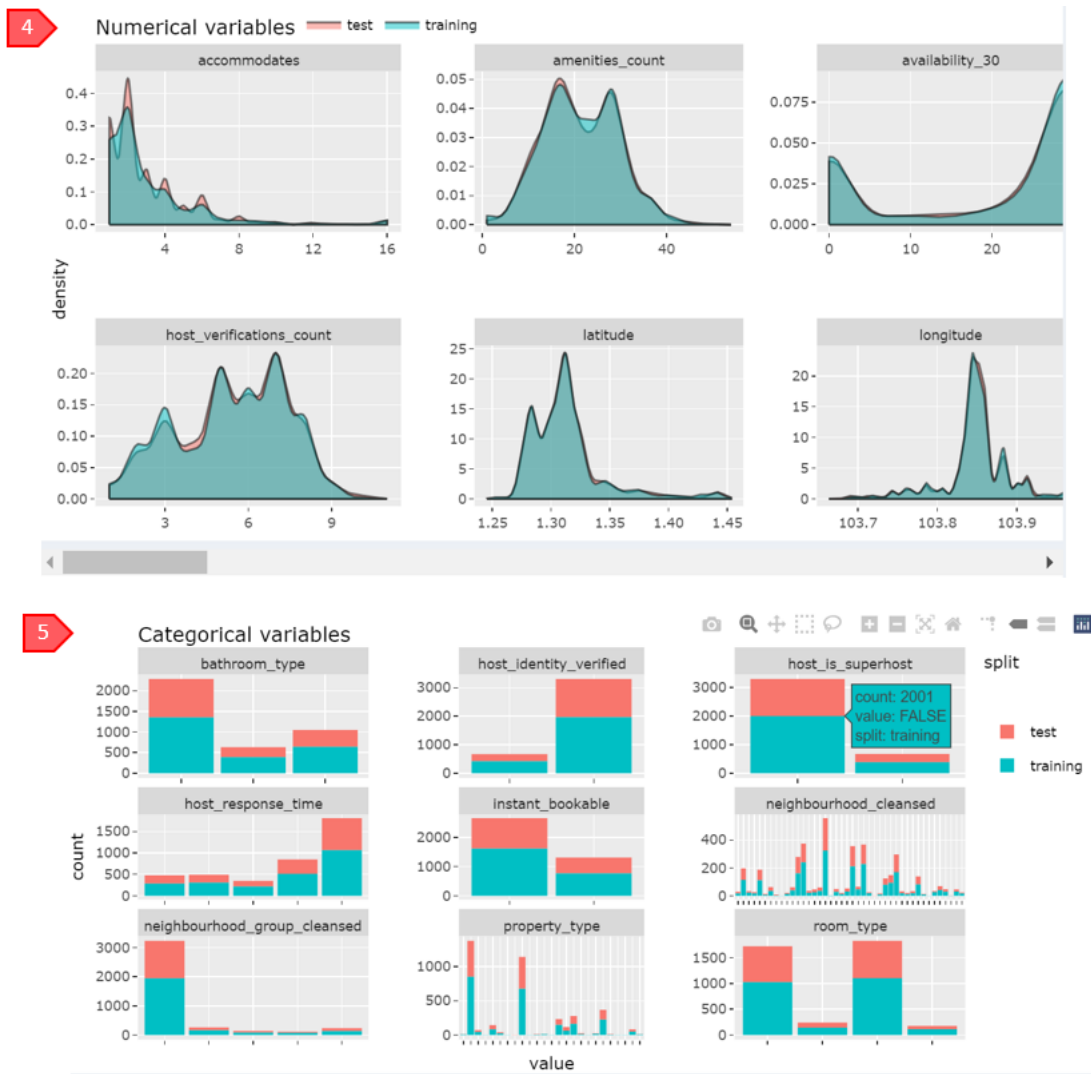 4
Numerical variables test training
accommodates amenities_count availability_30
0.4 0.05 0.075
0.3 0.04 0.050
0.2 0.03 0.025
0.1 0.02 0.000
0.0 0.01
0.00
4 8 12 16 0 20 40 0 10 20
density
host_verifications_count latitude longitude
0.20 25 20
0.15 20 15
0.10 15 10
0.05 10 5
0.00 5 0
0
3 6 9 1.25 1.30 1.35 1.40 1.45 103.7 103.8 103.9
5
Categorical variables
bathroom_type host_identity_verified host_is_superhost split
2000 3000 3000
1500 2000 2000
1000 1000 1000
500 0 0
0
count: 2001
value: FALSE
split: training
test
training
host_response_time instant_bookable neighbourhood_cleansed
1500 2000 400
1000 1000 200
500 0 0
0
count
neighbourhood_group_cleansed property_type room_type
3000 1000 1500
2000 500 1000
1000 0 500
0 0
value